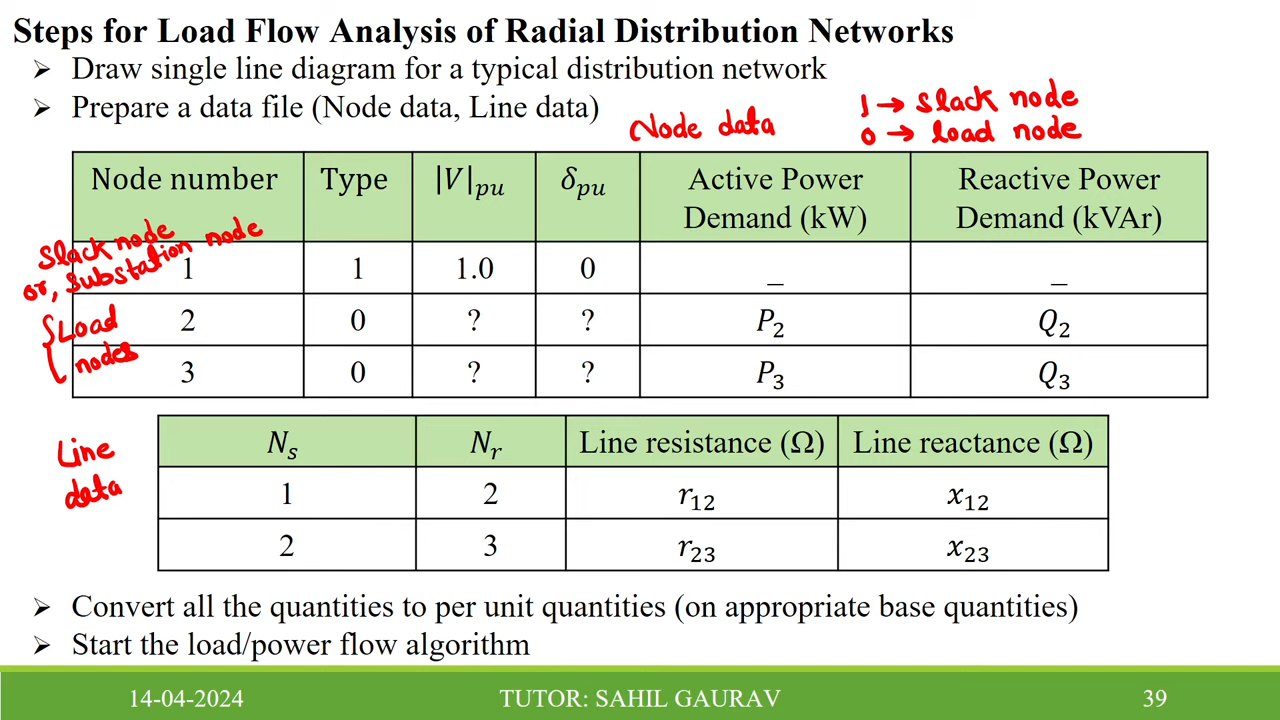 Steps for Load Flow Analysis of Radial Distribution Networks
➤ Draw single line diagram for a typical distribution network
➤ Prepare a data file (Node data, Line data)
1 → Slack node
0 → load node
Node data
Node number Type |V|pu δpu Active Power Demand (kW) Reactive Power Demand (kVAr)
Slack node
or, substation node
1 1 1.0 0 _ _
Load nodes
2 0 ? ? P₂ Q₂
3 0 ? ? P₃ Q₃
Line data
Nₛ Nᵣ Line resistance (Ω) Line reactance (Ω)
1 2 r₁₂ x₁₂
2 3 r₂₃ x₂₃
➤ Convert all the quantities to per unit quantities (on appropriate base quantities)
➤ Start the load/power flow algorithm
14-04-2024 TUTOR: SAHIL GAURAV 39